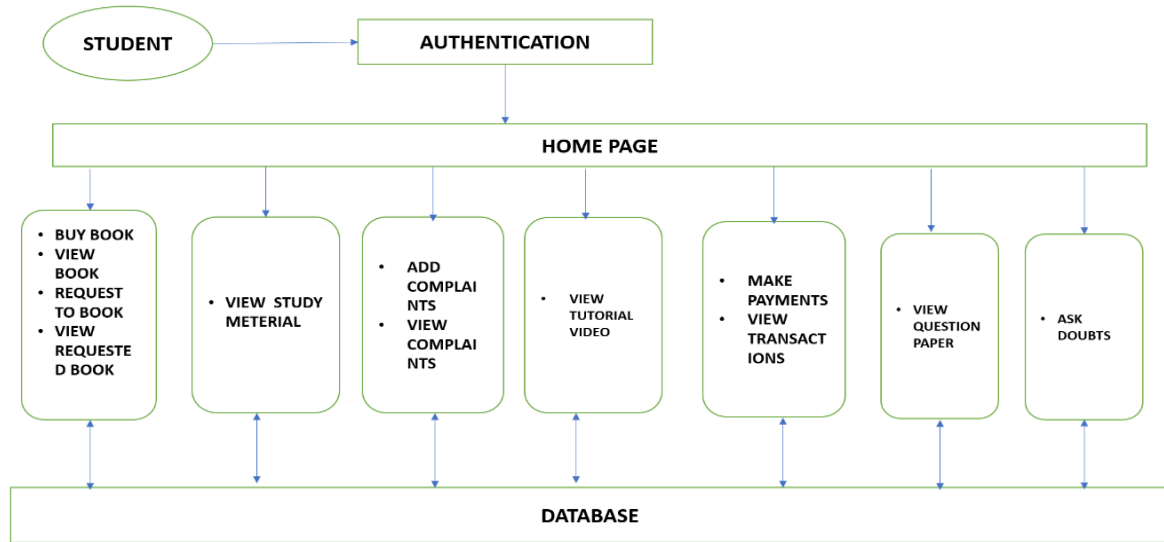 STUDENT
AUTHENTICATION
HOME PAGE
• BUY BOOK
• VIEW
BOOK
• REQUEST
TO BOOK
• VIEW
REQUESTE
D BOOK
• VIEW STUDY
METERIAL
• ADD
COMPLAI
NTS
• VIEW
COMPLAI
NTS
• VIEW
TUTORIAL
VIDEO
• MAKE
PAYMENTS
• VIEW
TRANSACT
IONS
• VIEW
QUESTION
PAPER
• ASK
DOUBTS
DATABASE